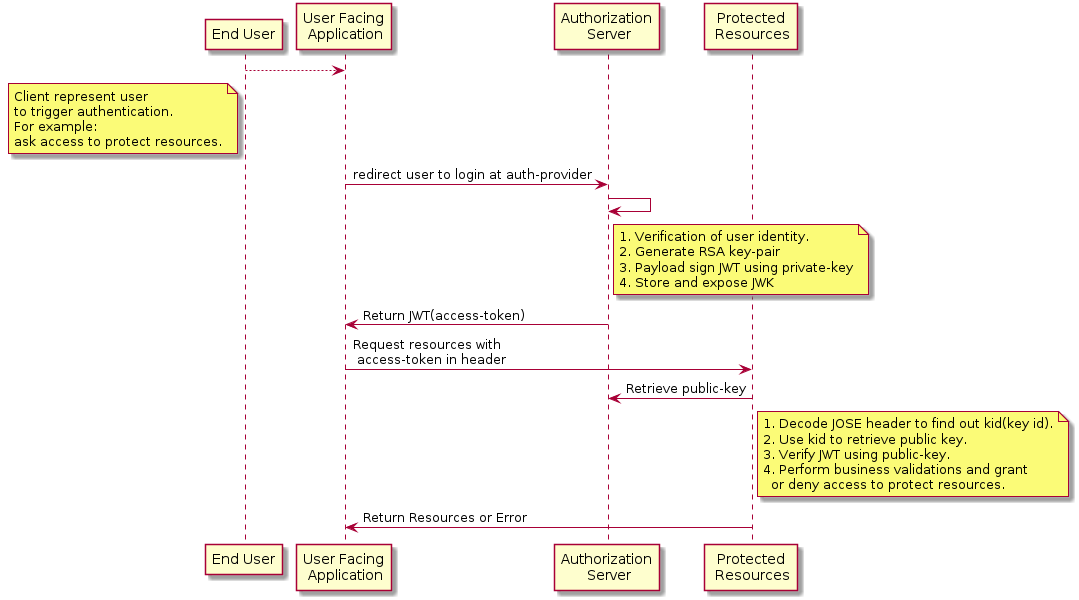 End User
User Facing
Application
Authorization
Server
Protected
Resources
Client represent user
to trigger authentication.
For example:
ask access to protect resources.
redirect user to login at auth-provider
1. Verification of user identity.
2. Generate RSA key-pair
3. Payload sign JWT using private-key
4. Store and expose JWK
Return JWT(access-token)
Request resources with
access-token in header
Retrieve public-key
1. Decode JOSE header to find out kid(key id).
2. Use kid to retrieve public key.
3. Verify JWT using public-key.
4. Perform business validations and grant
or deny access to protect resources.
Return Resources or Error
End User
User Facing
Application
Authorization
Server
Protected
Resources